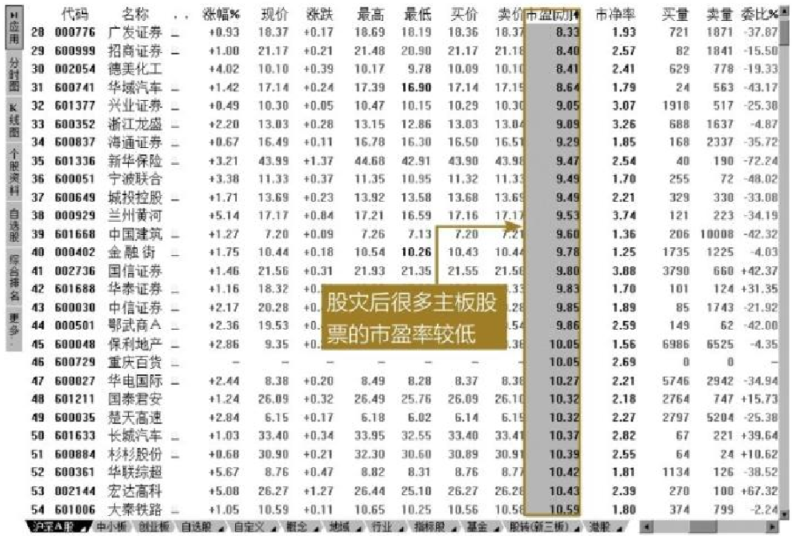 代码 名称 .. 涨幅% 现价 涨跌 最高 最低 买价 卖价 市盈(动) 市净率 买量 卖量 委比%
28 000776 广发证券 +0.93 18.37 +0.17 18.69 18.19 18.36 18.37 8.33 1.93 721 1871 -37.87
29 600999 招商证券 +1.00 21.17 +0.21 21.48 20.90 21.17 21.18 8.40 2.57 82 1841 -15.50
30 002054 德美化工 +4.02 10.10 +0.39 10.17 9.78 10.09 10.10 8.41 2.41 629 778 -19.33
31 600741 华域汽车 +1.42 17.14 +0.24 17.39 16.90 17.14 17.15 8.64 1.79 24 563 -43.17
32 601377 兴业证券 +0.49 10.30 +0.05 10.47 10.15 10.29 10.30 9.05 3.07 1918 517 -25.38
33 600352 浙江龙盛 +2.20 13.03 +0.28 13.15 12.86 13.03 13.04 9.09 3.26 688 1637 -4.87
34 600837 海通证券 +0.67 16.49 +0.11 16.78 16.30 16.50 16.51 9.29 1.85 168 2337 -35.72
35 601336 新华保险 +3.21 43.99 +1.37 44.68 42.91 43.90 43.98 9.47 2.54 40 190 -72.24
36 600051 宁波联合 +3.38 11.33 +0.37 11.35 10.95 11.32 11.33 9.49 1.70 255 72 -48.02
37 600649 城投控股 +1.71 13.69 +0.23 13.92 13.58 13.68 13.69 9.49 2.21 329 330 -33.08
38 000929 兰州黄河 +5.14 17.17 +0.84 17.21 16.59 17.16 17.17 9.53 3.74 121 223 -34.19
39 601668 中国建筑 +1.27 7.20 +0.09 7.26 7.13 7.20 7.21 9.60 1.36 206 10008 -42.32
40 000402 金融街 +1.75 10.44 +0.18 10.54 10.26 10.43 10.44 9.78 1.25 1735 1225 -4.03
41 002736 国信证券 +1.46 21.56 +0.31 21.93 21.35 21.55 21.56 9.80 3.88 3790 660 +42.37
42 601688 华泰证券 +1.16 18.32 9.83 1.70 101 124 +31.35
43 600030 中信证券 +2.17 20.28 9.85 1.89 85 1743 -21.92
44 000501 鄂武商A +2.36 19.53 9.86 2.59 149 62 -42.00
45 600048 保利地产 +2.86 9.35 10.05 1.56 6986 6525 -4.35
46 600729 重庆百货 – – – – – – – 10.05 2.69 0 0 –
47 600027 华电国际 +2.44 8.38 +0.20 8.49 8.28 8.37 8.38 10.27 2.21 5746 2942 -34.94
48 601211 国泰君安 +1.24 26.09 +0.32 26.49 25.76 26.09 26.10 10.32 2.18 2764 747 +15.73
49 600035 楚天高速 +2.84 6.15 +0.17 6.18 6.02 6.14 6.15 10.32 2.27 2797 5204 -25.38
50 601633 长城汽车 +1.03 33.40 +0.34 33.95 32.55 33.40 33.41 10.37 2.82 67 221 +39.64
51 600884 杉杉股份 +0.68 30.90 +0.21 32.30 30.60 30.89 30.91 10.39 2.55 64 24 +10.62
52 600361 华联综超 +5.67 8.76 +0.47 8.82 8.31 8.76 8.77 10.42 1.81 1134 126 -38.52
53 002144 宏达高科 +5.08 26.27 +1.27 26.44 25.10 26.27 26.28 10.43 2.39 270 100 +67.32
54 601006 大秦铁路 +1.05 10.59 +0.11 10.65 10.25 10.56 10.58 10.59 1.80 374 799 -2.24
股灾后很多主板股
票的市盈率较低
应用
分时图
K线图
个股资料
自选股
综合排名
更多
沪深A股 中小板 创业板 自选股 自定义 概念 地域 行业 指标股 基金 股转(新三板) 港股